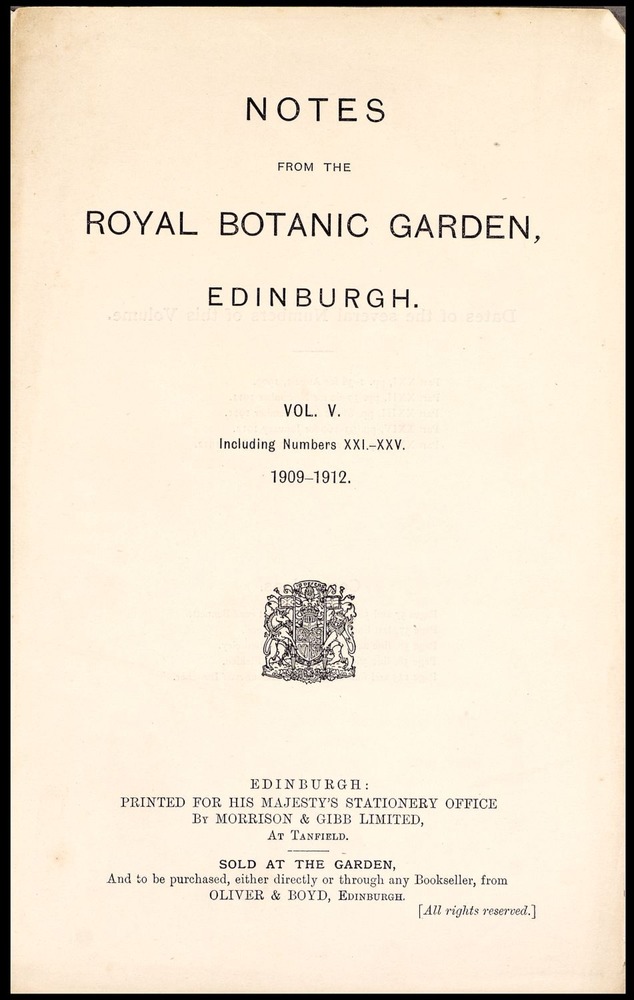 NOTES
FROM THE
ROYAL BOTANIC GARDEN,
EDINBURGH.
VOL. V.
Including Numbers XXI.–XXV.
1909–1912.
EDINBURGH:
PRINTED FOR HIS MAJESTY'S STATIONERY OFFICE
By MORRISON & GIBB LIMITED,
At Tanfield.
SOLD AT THE GARDEN,
And to be purchased, either directly or through any Bookseller, from
OLIVER & BOYD, Edinburgh.
[All rights reserved.]